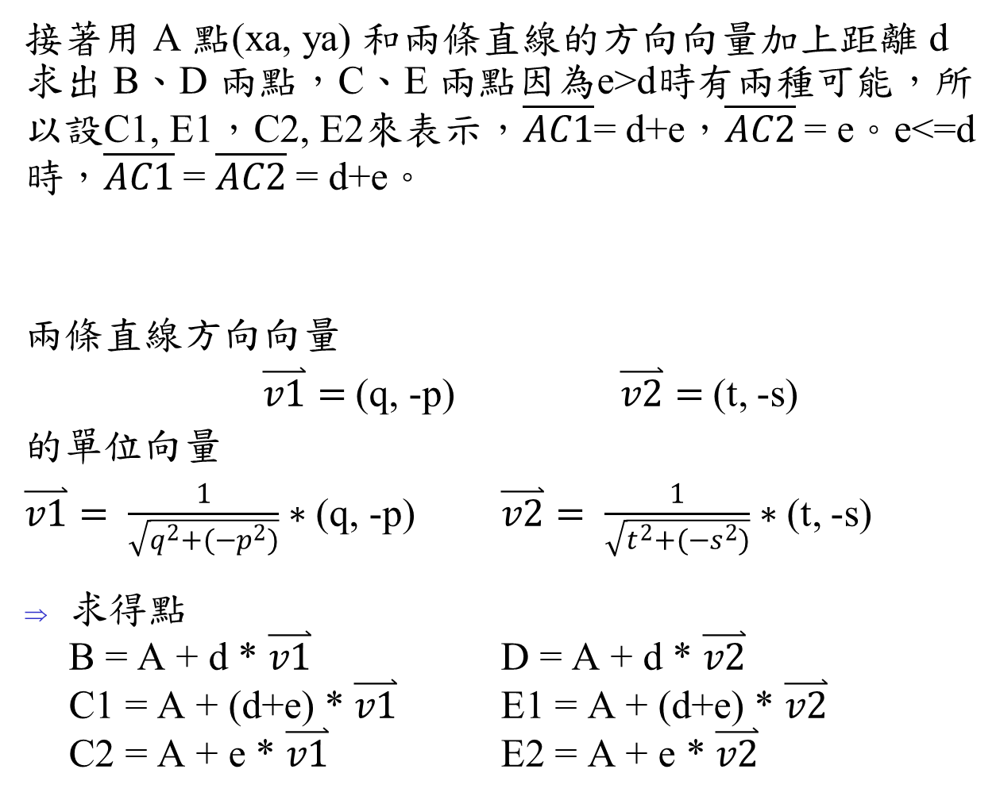 接著用 A 點(xa, ya) 和兩條直線的方向向量加上距離 d
求出 B、D 兩點，C、E 兩點因為e>d時有兩種可能，所
以設C1, E1，C2, E2來表示，\overline{AC1}= d+e，\overline{AC2} = e。e<=d
時，\overline{AC1} = \overline{AC2} = d+e。
兩條直線方向向量
\overrightarrow{v1} = (q, -p) \overrightarrow{v2} = (t, -s)
的單位向量
\overrightarrow{v1} = \frac{1}{\sqrt{q^2+(-p^2)}} * (q, -p) \overrightarrow{v2} = \frac{1}{\sqrt{t^2+(-s^2)}} * (t, -s)
⇒ 求得點
B = A + d * \overrightarrow{v1} D = A + d * \overrightarrow{v2}
C1 = A + (d+e) * \overrightarrow{v1} E1 = A + (d+e) * \overrightarrow{v2}
C2 = A + e * \overrightarrow{v1} E2 = A + e * \overrightarrow{v2}